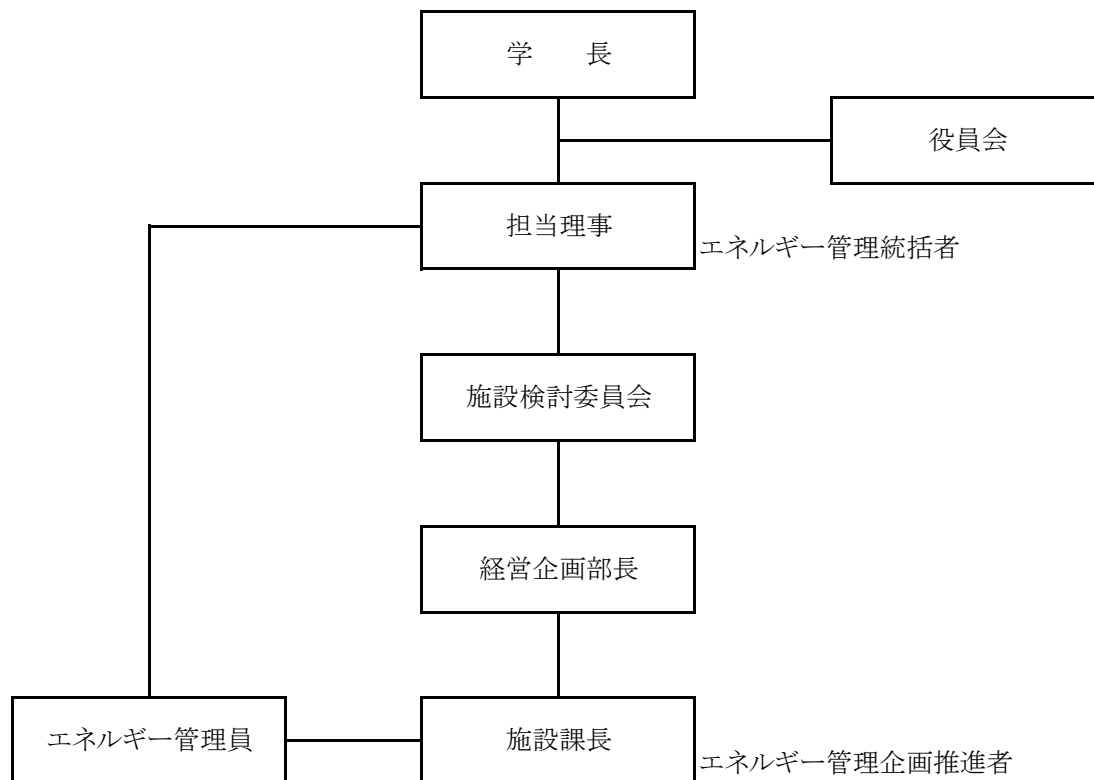 学　　長
役員会
担当理事
エネルギー管理統括者
施設検討委員会
経営企画部長
エネルギー管理員
施設課長
エネルギー管理企画推進者